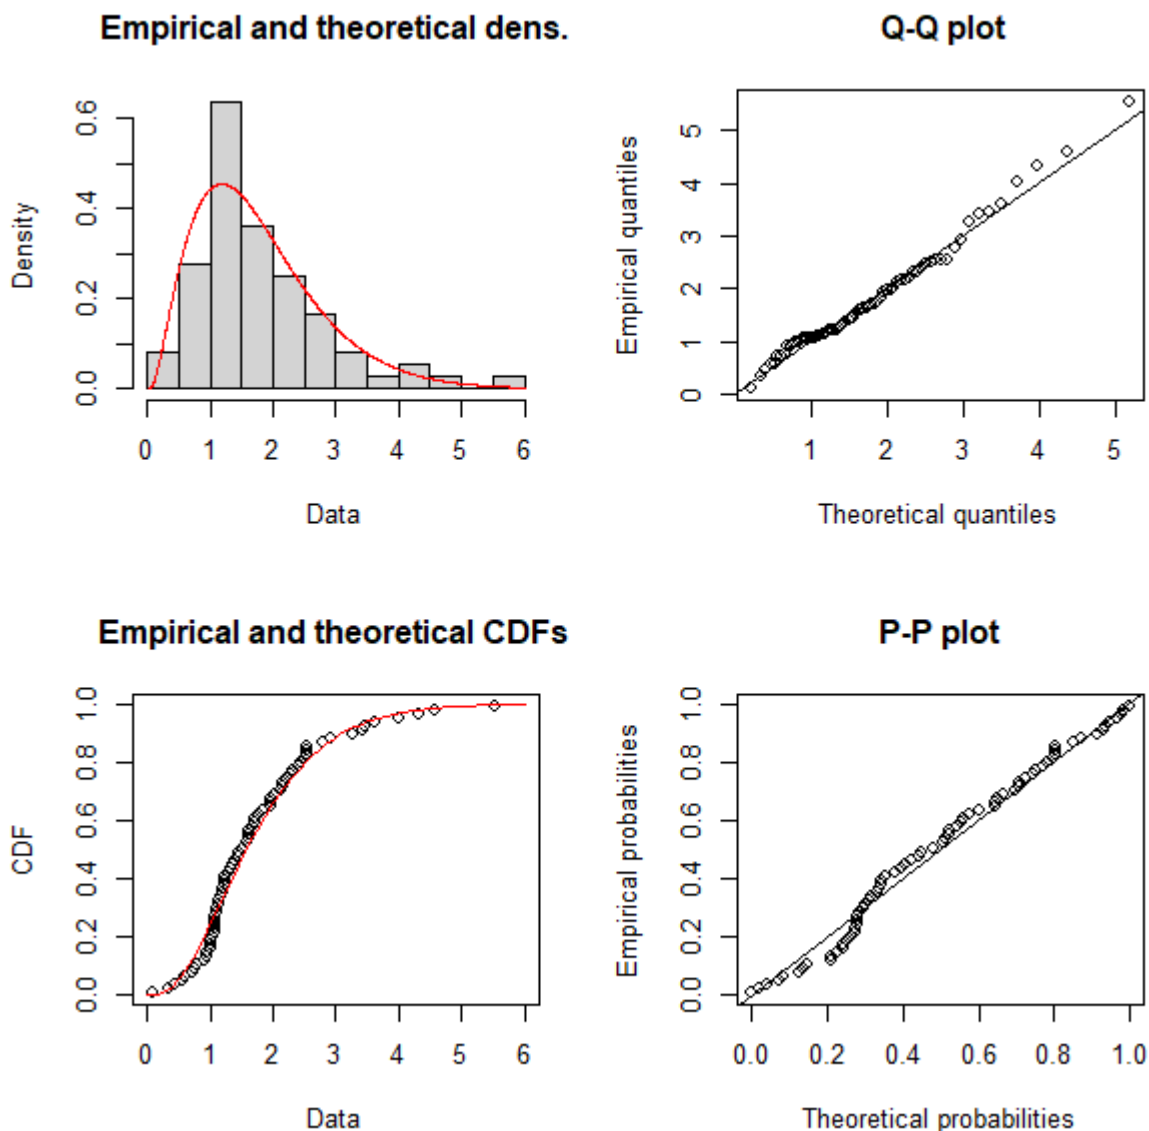 Empirical and theoretical dens.
Density
0.0 0.2 0.4 0.6
0 1 2 3 4 5 6
Data
Q-Q plot
Empirical quantiles
0 1 2 3 4 5
1 2 3 4 5
Theoretical quantiles
Empirical and theoretical CDFs
CDF
0.0 0.2 0.4 0.6 0.8 1.0
0 1 2 3 4 5 6
Data
P-P plot
Empirical probabilities
0.0 0.2 0.4 0.6 0.8 1.0
0.0 0.2 0.4 0.6 0.8 1.0
Theoretical probabilities